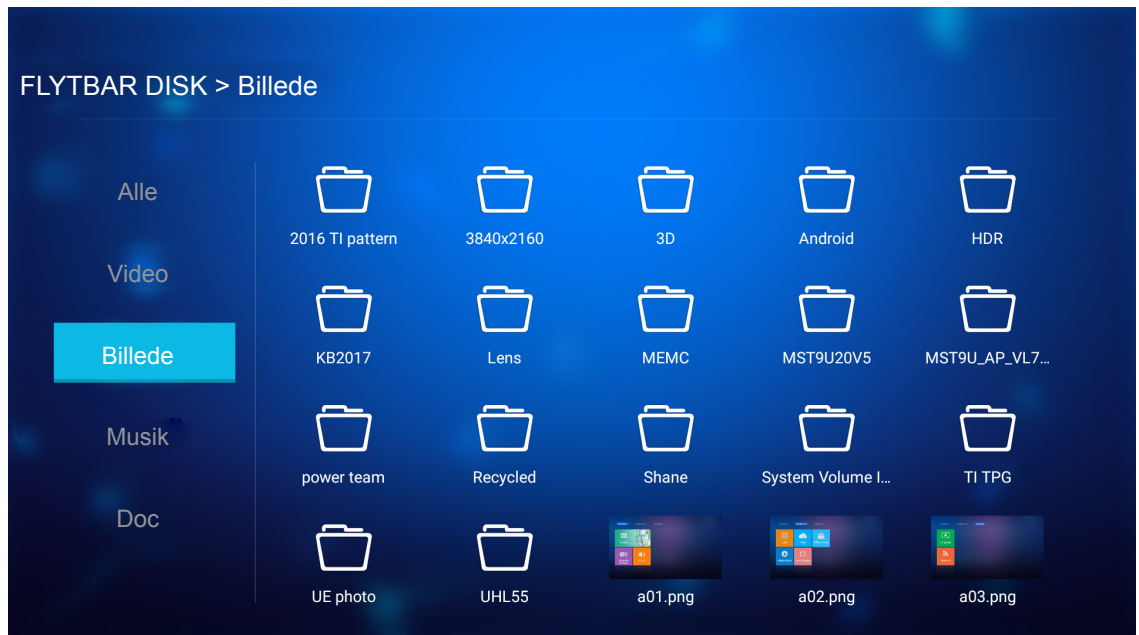 FLYTBAR DISK > Billede
Alle
Video
Billede
Musik
Doc
2016 TI pattern
3840x2160
3D
Android
HDR
KB2017
Lens
MEMC
MST9U20V5
MST9U_AP_VL7...
power team
Recycled
Shane
System Volume I...
TI TPG
UE photo
UHL55
a01.png
a02.png
a03.png